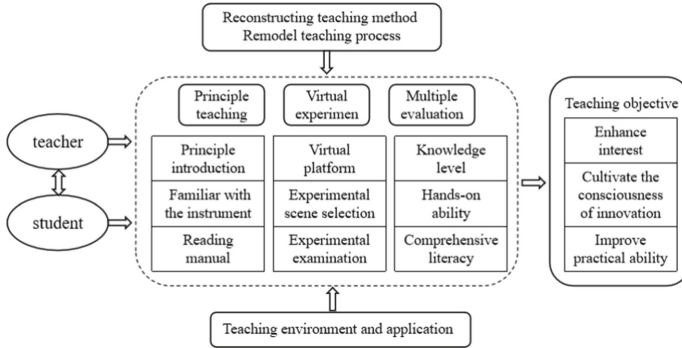 Reconstructing teaching method
Remodel teaching process
Principle
teaching
Virtual
experimen
Multiple
evaluation
teacher
student
Principle
introduction
Familiar with
the instrument
Reading
manual
Virtual
platform
Experimental
scene selection
Experimental
examination
Knowledge
level
Hands-on
ability
Comprehensive
literacy
Teaching objective
Enhance
interest
Cultivate the
consciousness
of innovation
Improve
practical ability
Teaching environment and application